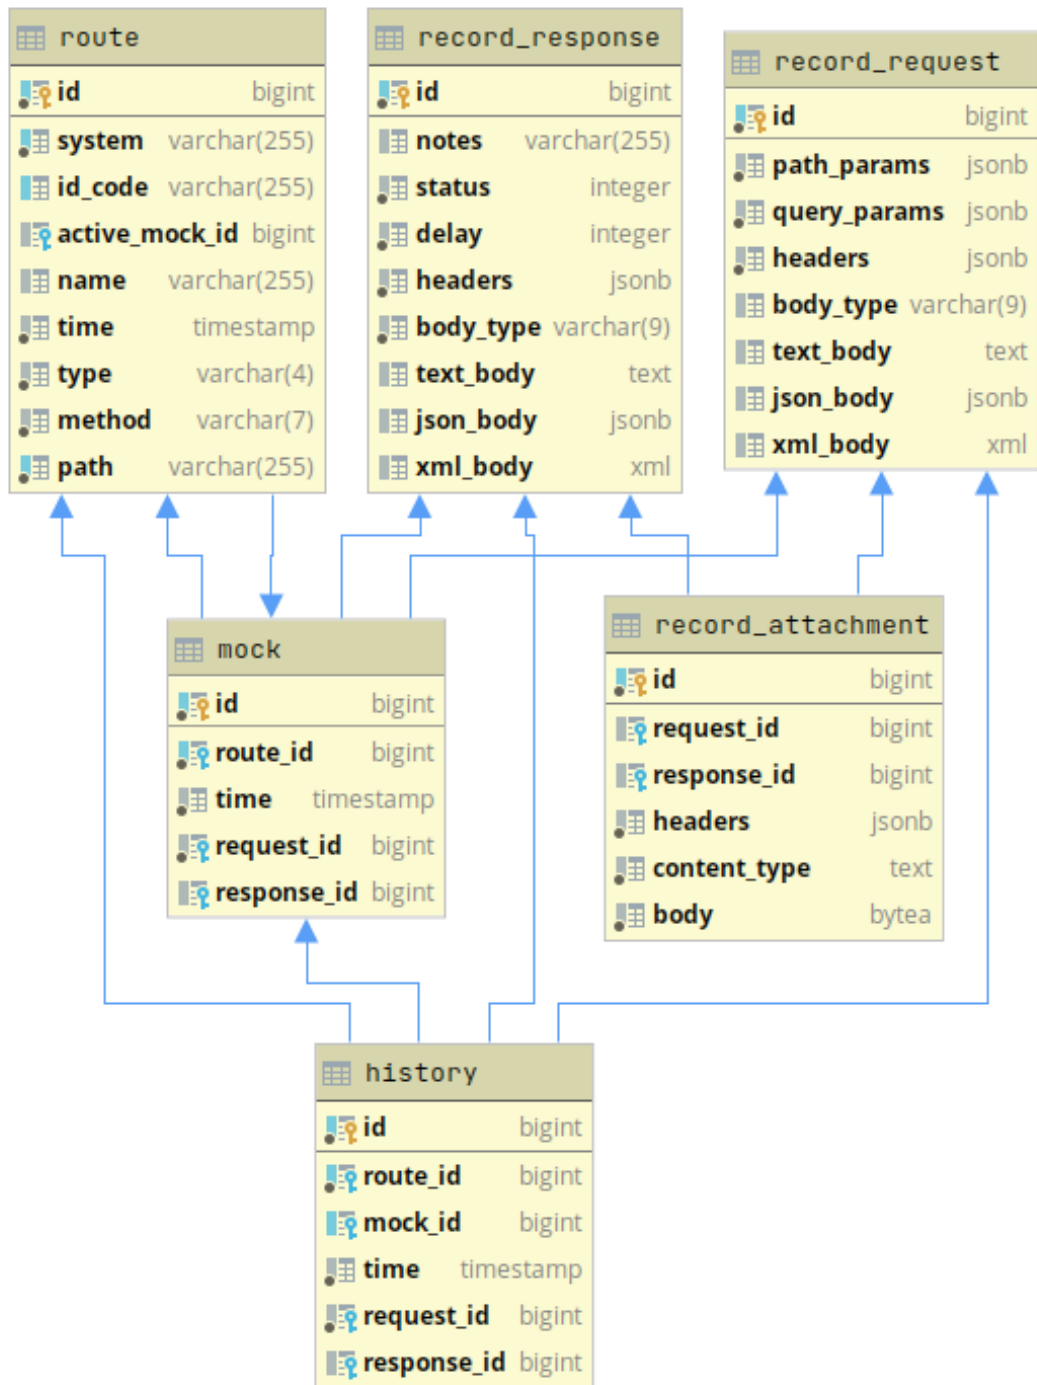 route
id bigint
system varchar(255)
id_code varchar(255)
active_mock_id bigint
name varchar(255)
time timestamp
type varchar(4)
method varchar(7)
path varchar(255)
record_response
id bigint
notes varchar(255)
status integer
delay integer
headers jsonb
body_type varchar(9)
text_body text
json_body jsonb
xml_body xml
record_request
id bigint
path_params jsonb
query_params jsonb
headers jsonb
body_type varchar(9)
text_body text
json_body jsonb
xml_body xml
mock
id bigint
route_id bigint
time timestamp
request_id bigint
response_id bigint
record_attachment
id bigint
request_id bigint
response_id bigint
headers jsonb
content_type text
body bytea
history
id bigint
route_id bigint
mock_id bigint
time timestamp
request_id bigint
response_id bigint